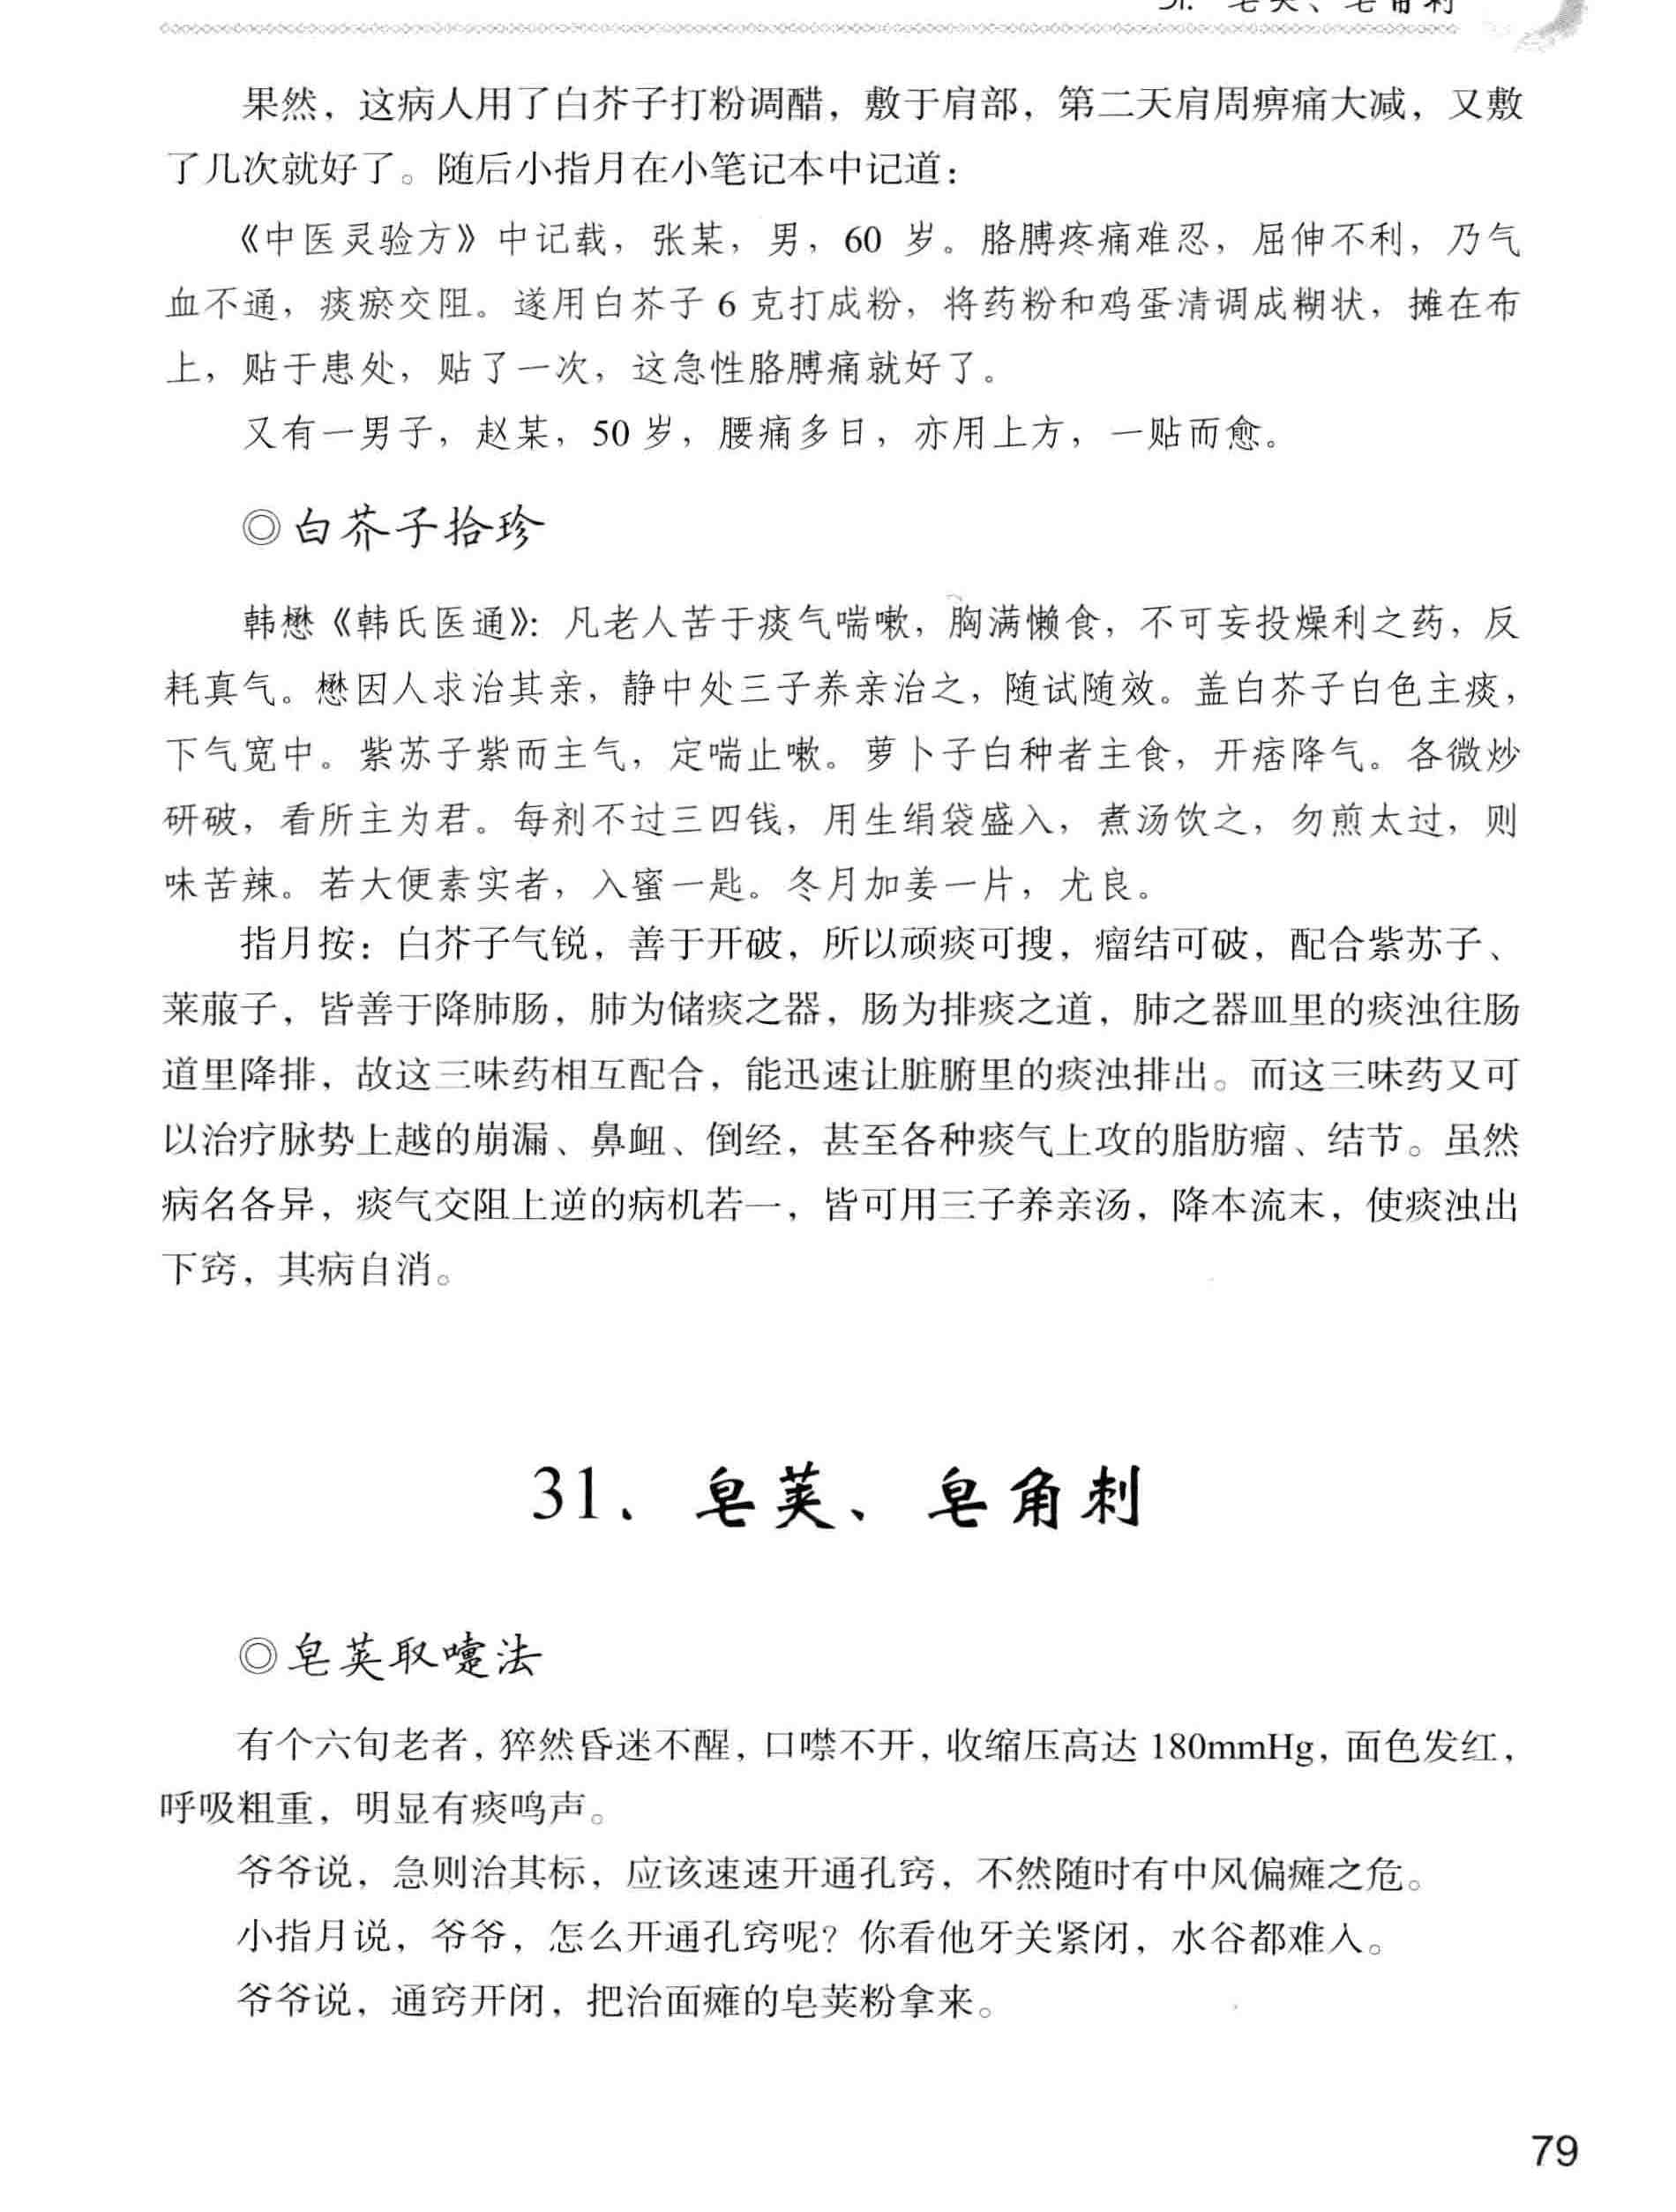 31. 皂荚、皂角刺
果然，这病人用了白芥子打粉调醋，敷于肩部，第二天肩周痹痛大减，又敷
了几次就好了。随后小指月在小笔记本中记道：
《中医灵验方》中记载，张某，男，60 岁。胳膊疼痛难忍，屈伸不利，乃气
血不通，痰瘀交阻。遂用白芥子 6 克打成粉，将药粉和鸡蛋清调成糊状，摊在布
上，贴于患处，贴了一次，这急性胳膊痛就好了。
又有一男子，赵某，50 岁，腰痛多日，亦用上方，一贴而愈。
◎白芥子拾珍
韩懋《韩氏医通》：凡老人苦于痰气喘嗽，胸满懒食，不可妄投燥利之药，反
耗真气。懋因人求治其亲，静中处三子养亲治之，随试随效。盖白芥子白色主痰，
下气宽中。紫苏子紫而主气，定喘止嗽。萝卜子白种者主食，开痞降气。各微炒
研破，看所主为君。每剂不过三四钱，用生绢袋盛入，煮汤饮之，勿煎太过，则
味苦辣。若大便素实者，入蜜一匙。冬月加姜一片，尤良。
指月按：白芥子气锐，善于开破，所以顽痰可搜，瘤结可破，配合紫苏子、
莱菔子，皆善于降肺肠，肺为储痰之器，肠为排痰之道，肺之器皿里的痰浊往肠
道里降排，故这三味药相互配合，能迅速让脏腑里的痰浊排出。而这三味药又可
以治疗脉势上越的崩漏、鼻衄、倒经，甚至各种痰气上攻的脂肪瘤、结节。虽然
病名各异，痰气交阻上逆的病机若一，皆可用三子养亲汤，降本流末，使痰浊出
下窍，其病自消。
31、皂荚、皂角刺
◎皂荚取嚏法
有个六旬老者，猝然昏迷不醒，口噤不开，收缩压高达 180mmHg，面色发红，
呼吸粗重，明显有痰鸣声。
爷爷说，急则治其标，应该速速开通孔窍，不然随时有中风偏瘫之危。
小指月说，爷爷，怎么开通孔窍呢？你看他牙关紧闭，水谷都难入。
爷爷说，通窍开闭，把治面瘫的皂荚粉拿来。
79